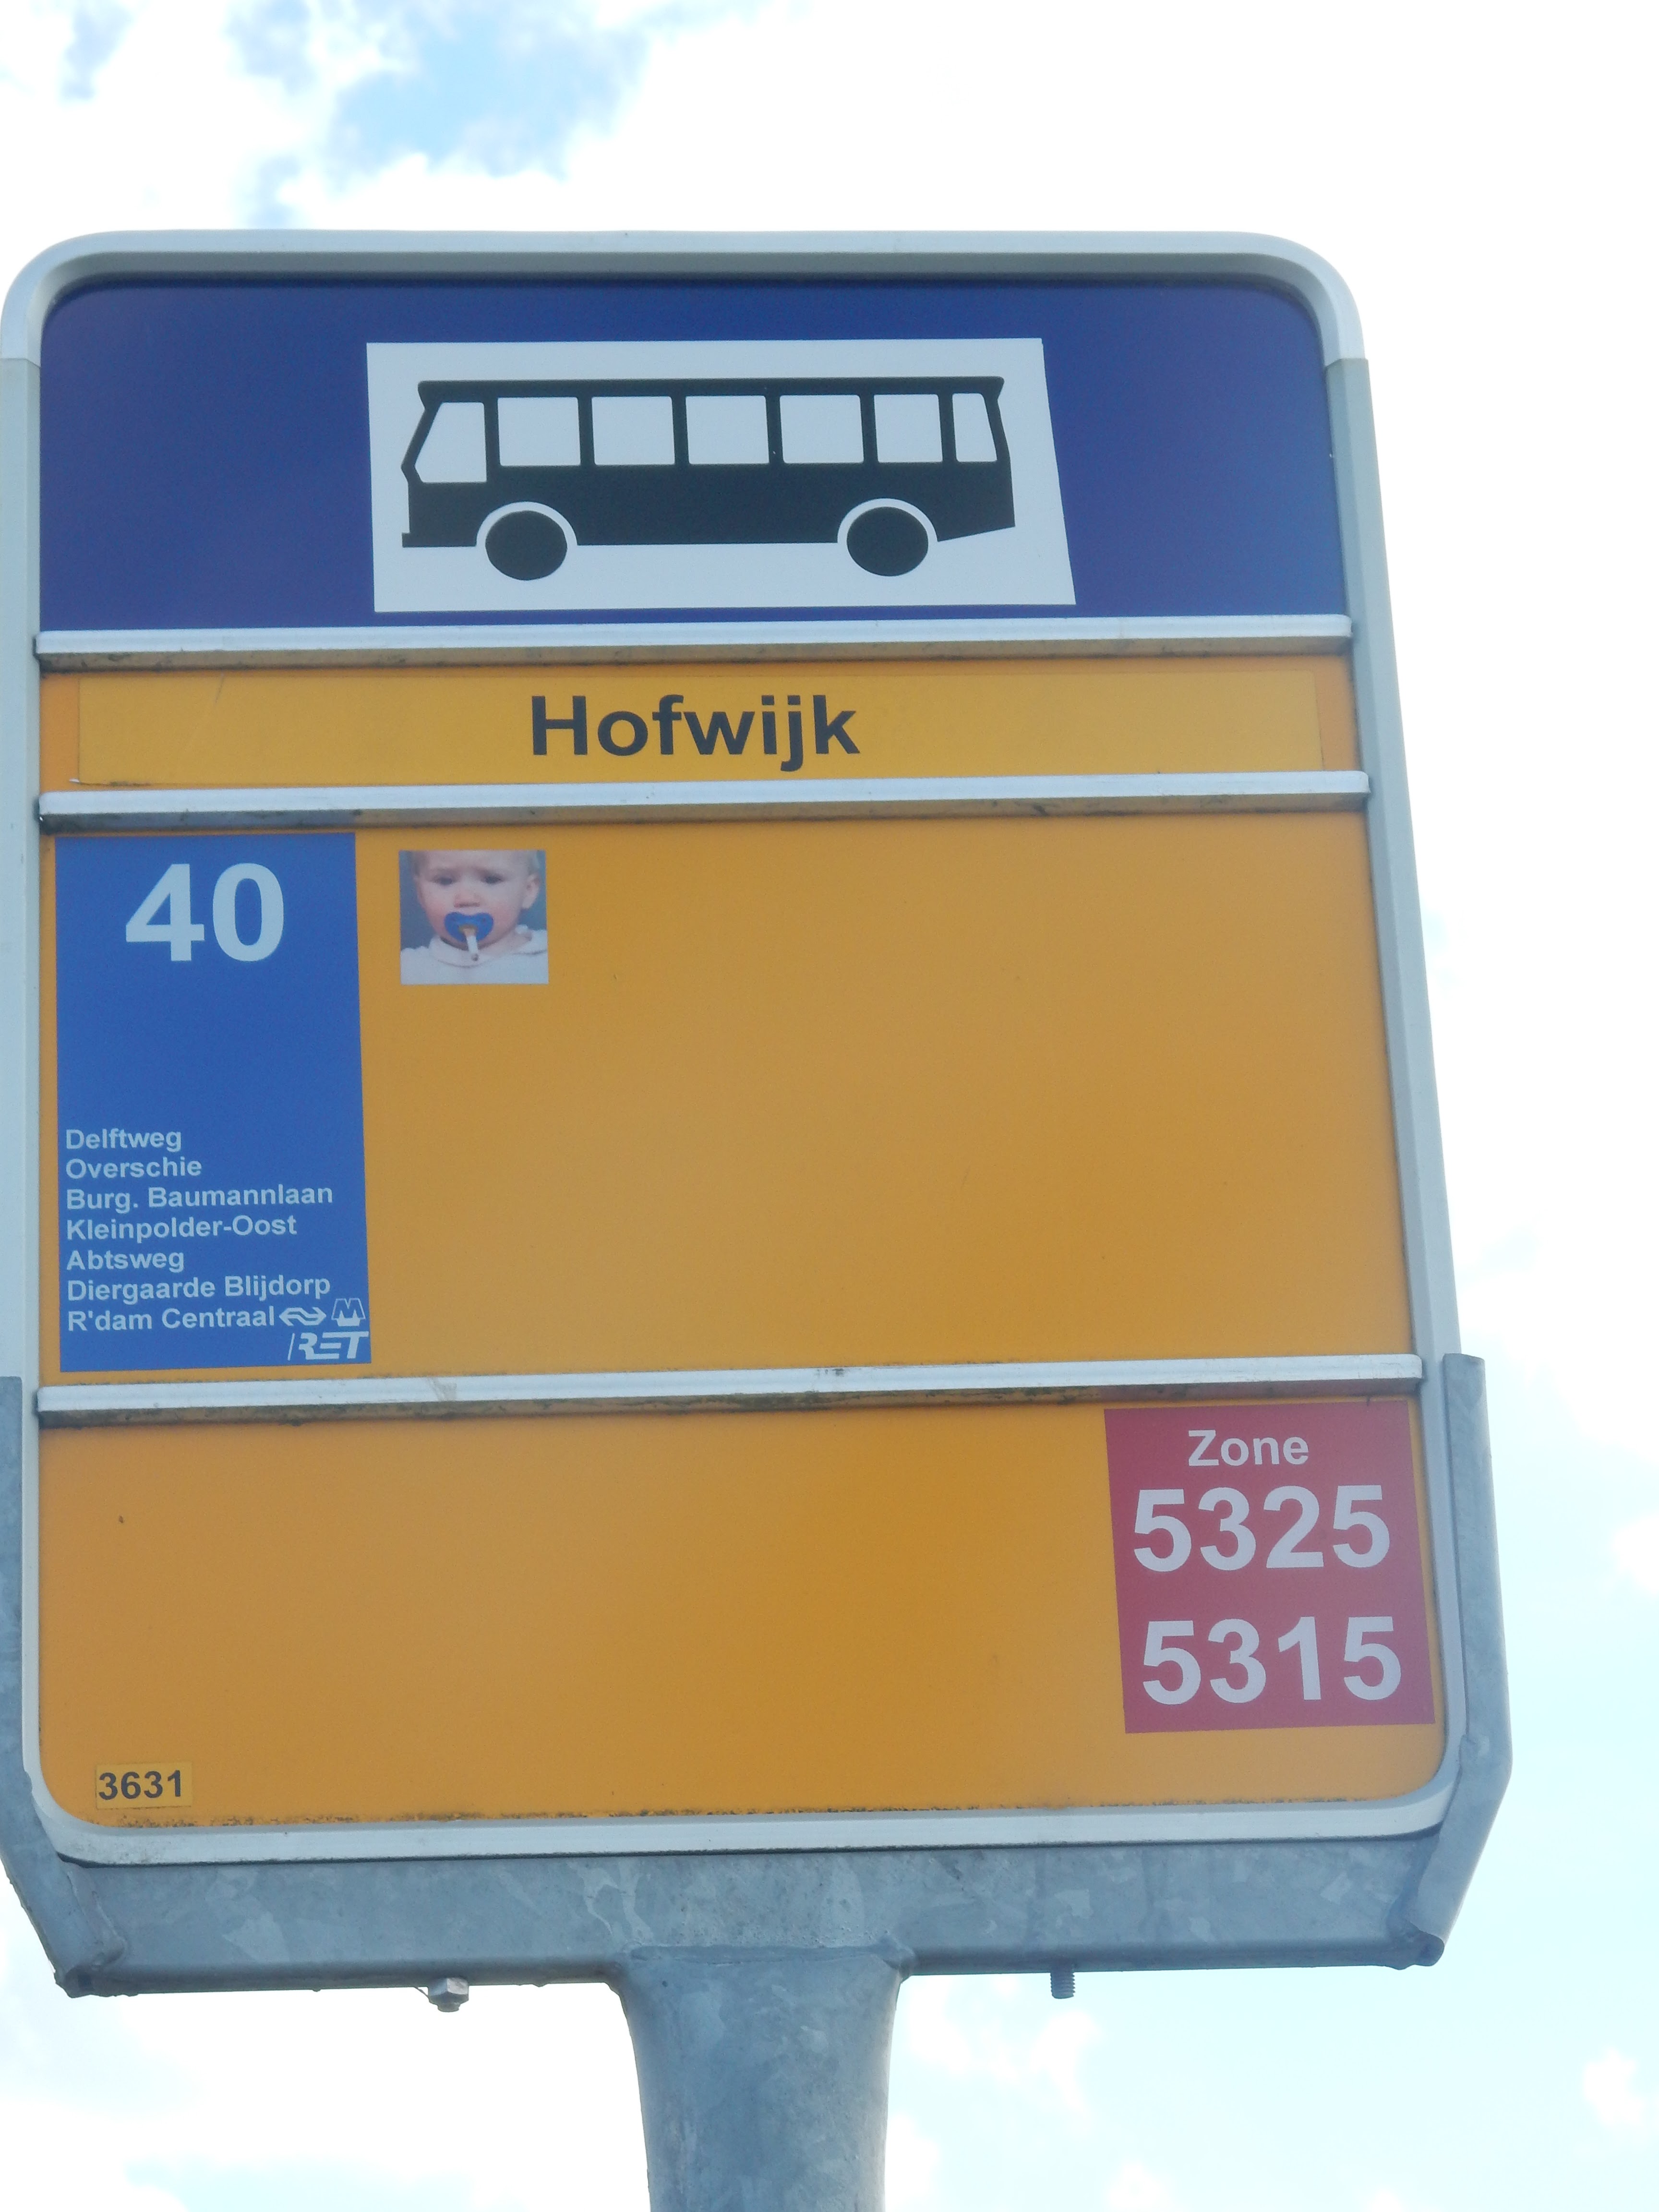 Hofwijk
40
Delftweg
Overschie
Burg. Baumannlaan
Kleinpolder-Oost
Abtsweg
Diergaarde Blijdorp
R'dam Centraal M
RET
Zone
5325
5315
3631